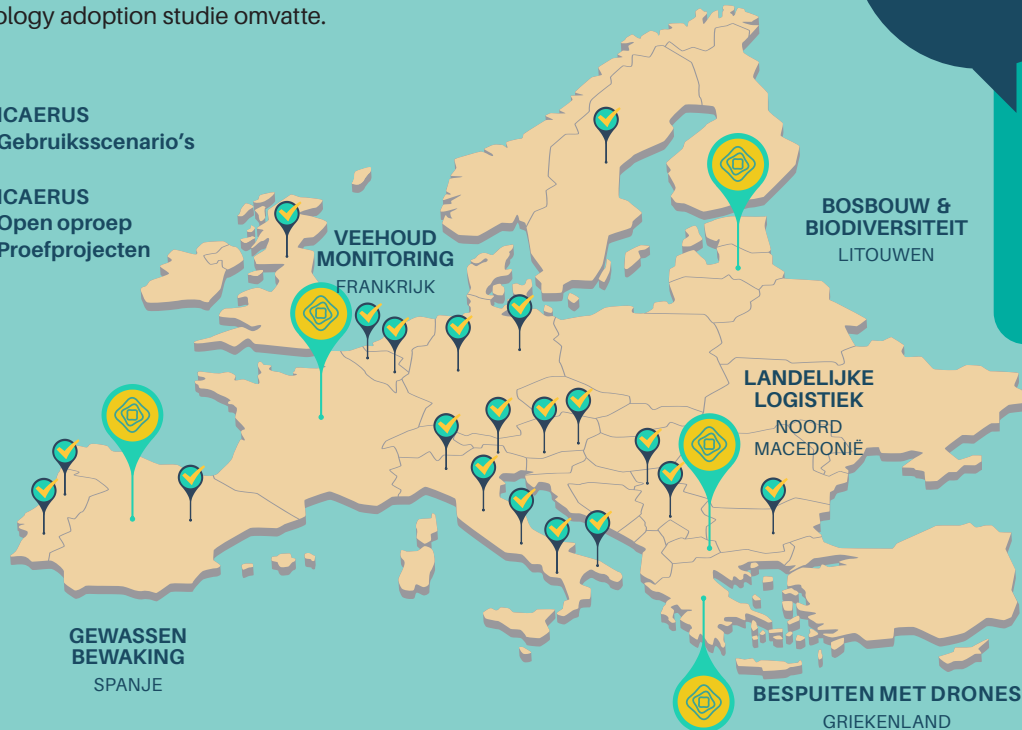 ology adoption studie omvatte.
ICAERUS
Gebruiksscenario's
ICAERUS
Open oproep
Proefprojecten
VEEHOUD
MONITORING
FRANKRIJK
BOSBOUW &
BIODIVERSITEIT
LITOUWEN
LANDELIJKE
LOGISTIEK
NOORD
MACEDONIË
GEWASSEN
BEWAKING
SPANJE
BESPUITEN MET DRONES
GRIEKENLAND